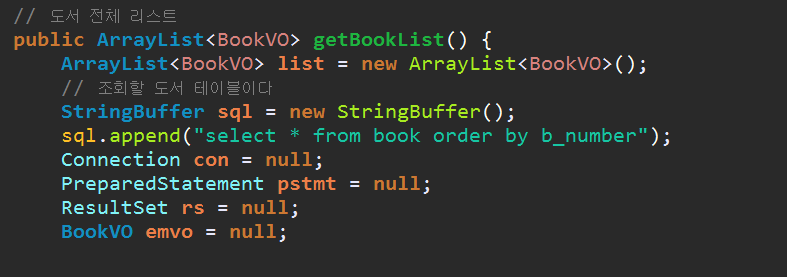 // 도서 전체 리스트
public ArrayList<BookVO> getBookList() {
ArrayList<BookVO> list = new ArrayList<BookVO>();
// 조회할 도서 테이블이다
StringBuffer sql = new StringBuffer();
sql.append("select * from book order by b_number");
Connection con = null;
PreparedStatement pstmt = null;
ResultSet rs = null;
BookVO emvo = null;